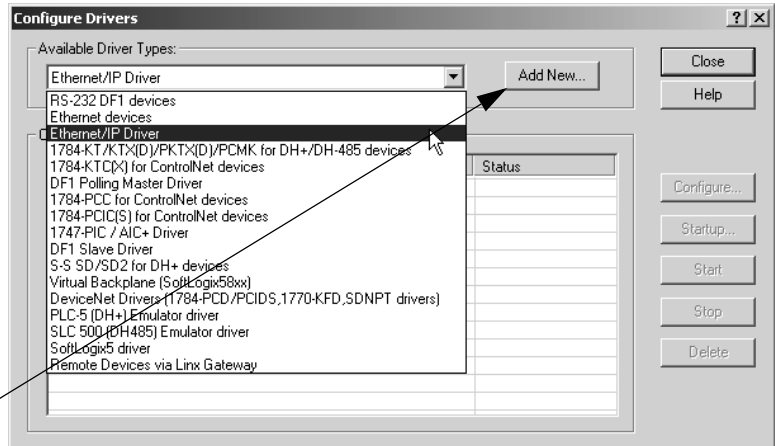 Configure Drivers
Available Driver Types:
Ethernet/IP Driver
Add New...
Close
Help
RS-232 DF1 devices
Ethernet devices
Ethernet/IP Driver
1784-KT/KTX(D)/PKTX(D)/PCMK for DH+/DH-485 devices
1784-KTC(X) for ControlNet devices
DF1 Polling Master Driver
1784-PCC for ControlNet devices
1784-PCIC(S) for ControlNet devices
1747-PIC / AIC+ Driver
DF1 Slave Driver
S-S SD/SD2 for DH+ devices
Virtual Backplane (SoftLogix58xx)
DeviceNet Drivers (1784-PCD/PCIDS,1770-KFD,SDNPT drivers)
PLC-5 (DH+) Emulator driver
SLC 500 (DH485) Emulator driver
SoftLogix5 driver
Remote Devices via Linx Gateway
Status
Configure...
Startup...
Start
Stop
Delete